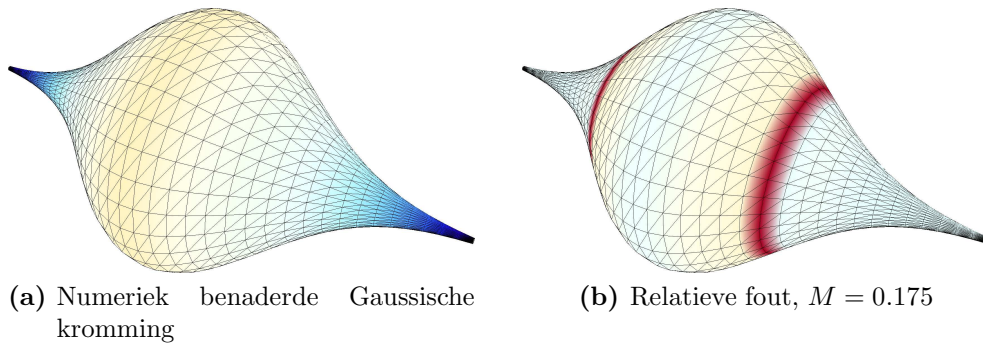 (a) Numeriek benaderde Gaussische
kromming
(b) Relatieve fout, M = 0.175